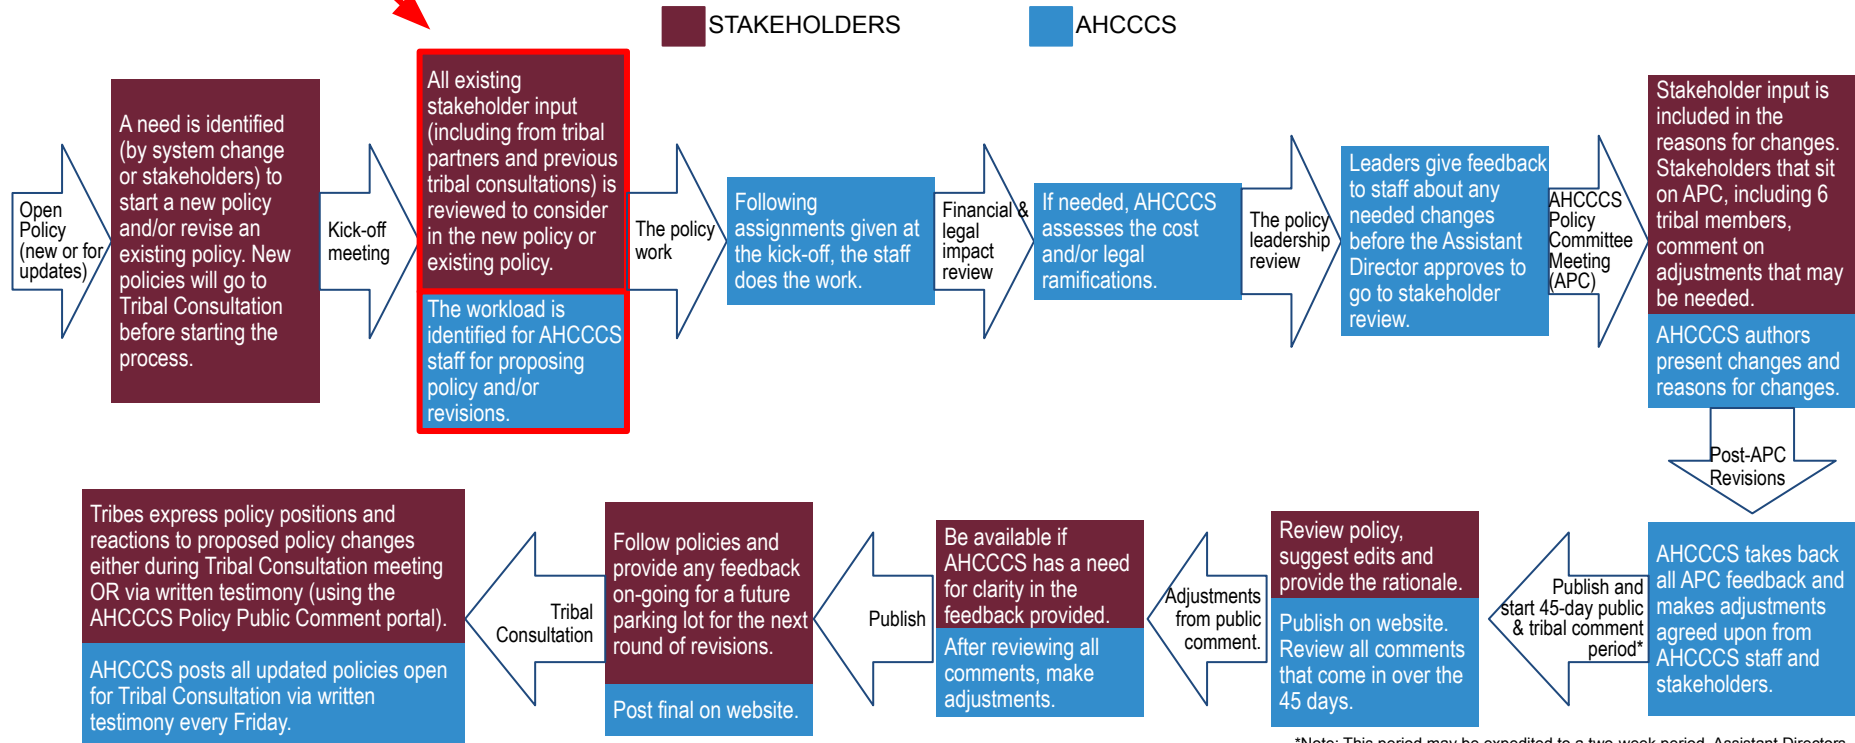 STAKEHOLDERS
AHCCCS
Open
Policy
(new or for
updates)
A need is identified
(by system change
or stakeholders) to
start a new policy
and/or revise an
existing policy. New
policies will go to
Tribal Consultation
before starting the
process.
Kick-off
meeting
All existing
stakeholder input
(including from tribal
partners and previous
tribal consultations) is
reviewed to consider
in the new policy or
existing policy.
The workload is
identified for AHCCCS
staff for proposing
policy and/or
revisions.
The policy
work
Following
assignments given at
the kick-off, the staff
does the work.
Financial &
legal
impact
review
If needed, AHCCCS
assesses the cost
and/or legal
ramifications.
The policy
leadership
review
Leaders give feedback
to staff about any
needed changes
before the Assistant
Director approves to
go to stakeholder
review.
AHCCCS
Policy
Committee
Meeting
(APC)
Stakeholder input is
included in the
reasons for changes.
Stakeholders that sit
on APC, including 6
tribal members,
comment on
adjustments that may
be needed.
AHCCCS authors
present changes and
reasons for changes.
Post-APC
Revisions
AHCCCS takes back
all APC feedback and
makes adjustments
agreed upon from
AHCCCS staff and
stakeholders.
Publish and
start 45-day public
& tribal comment
period*
Review policy,
suggest edits and
provide the rationale.
Publish on website.
Review all comments
that come in over the
45 days.
Adjustments
from public
comment.
Be available if
AHCCCS has a need
for clarity in the
feedback provided.
After reviewing all
comments, make
adjustments.
Publish
Follow policies and
provide any feedback
on-going for a future
parking lot for the next
round of revisions.
Post final on website.
Tribal
Consultation
Tribes express policy positions and
reactions to proposed policy changes
either during Tribal Consultation meeting
OR via written testimony (using the
AHCCCS Policy Public Comment portal).
AHCCCS posts all updated policies open
for Tribal Consultation via written
testimony every Friday.
*Note: This period may be expedited to a two week period. Assistant Directors